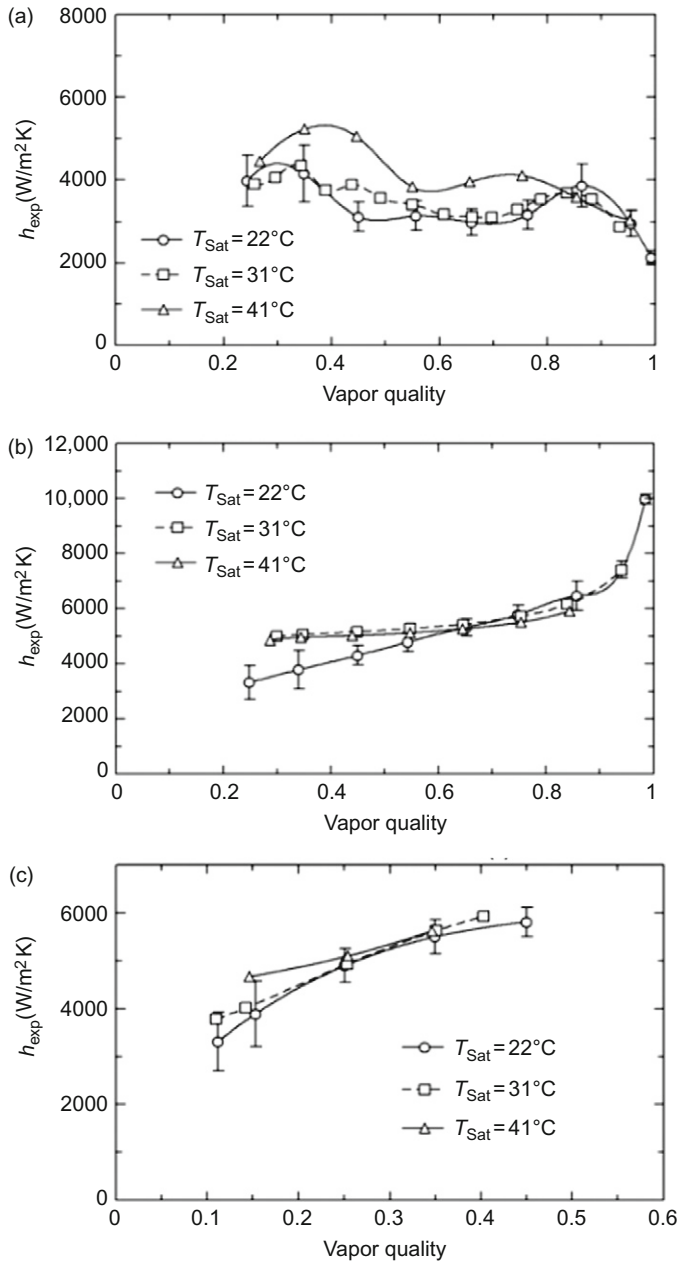 (a)
8000
6000
4000
2000
0
h_exp(W/m²K)
T_Sat=22°C
T_Sat=31°C
T_Sat=41°C
0 0.2 0.4 0.6 0.8 1
Vapor quality
(b)
12,000
10,000
8000
6000
4000
2000
0
h_exp(W/m²K)
T_Sat=22°C
T_Sat=31°C
T_Sat=41°C
0 0.2 0.4 0.6 0.8 1
Vapor quality
(c)
6000
4000
2000
0
h_exp(W/m²K)
T_Sat=22°C
T_Sat=31°C
T_Sat=41°C
0 0.1 0.2 0.3 0.4 0.5 0.6
Vapor quality